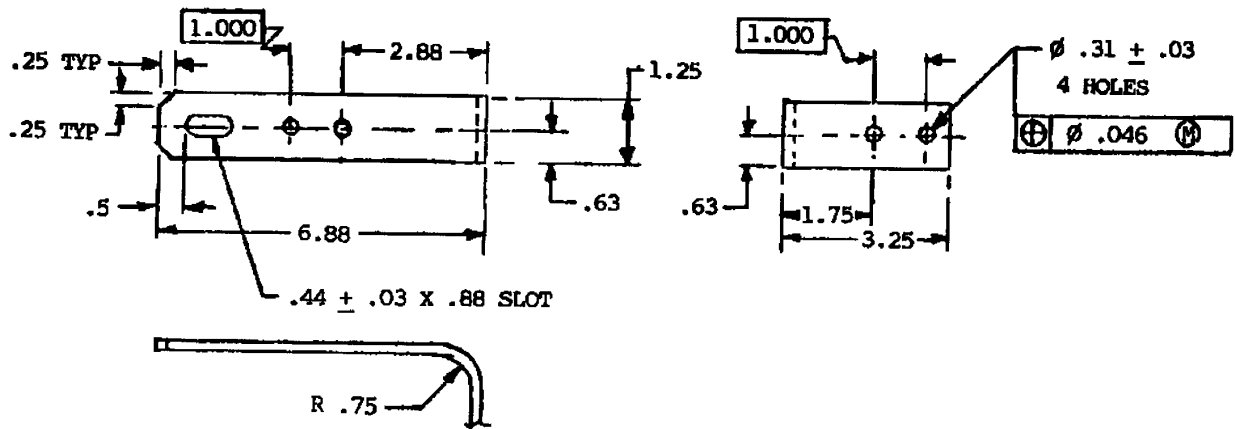 1.000
2.88
.25 TYP
1.25
.25 TYP
.63
.5
6.88
.44 ± .03 X .88 SLOT
R .75
1.000
Ø .31 ± .03
4 HOLES
⌖ Ø .046 Ⓜ
.63
1.75
3.25